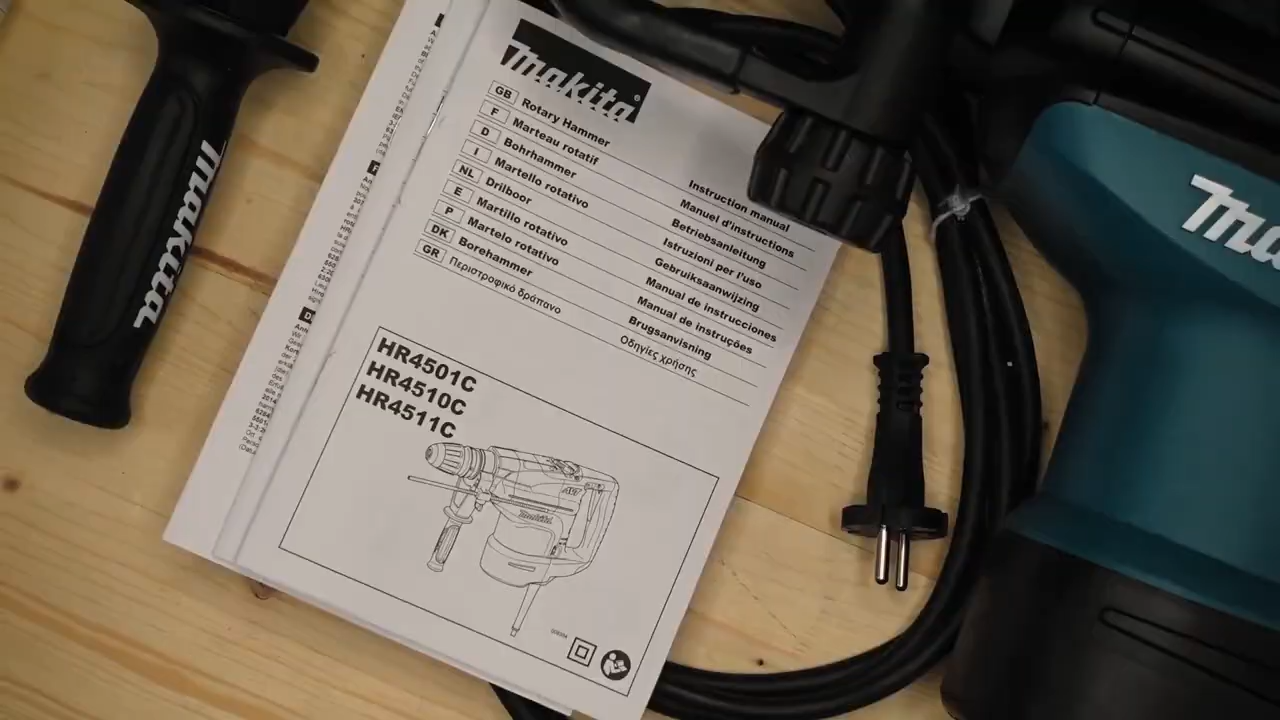 makita
makita
GB Rotary Hammer Instruction manual
F Marteau rotatif Manuel d'instructions
D Bohrhammer Betriebsanleitung
I Martello rotativo Istruzioni per l'uso
NL Drilboor Gebruiksaanwijzing
E Martillo rotativo Manual de instrucciones
P Martelo rotativo Manual de instruções
DK Borehammer Brugsanvisning
GR Περιστροφικό δράπανο Οδηγίες χρήσης
HR4501C
HR4510C
HR4511C
AVT
makita